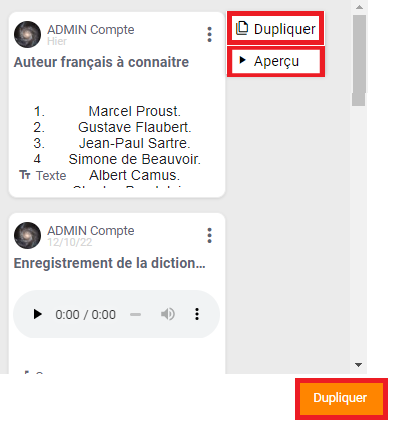 ADMIN Compte
Hier
Auteur français à connaitre
1. Marcel Proust.
2. Gustave Flaubert.
3. Jean-Paul Sartre.
4 Simone de Beauvoir.
Texte Albert Camus.
Dupliquer
Aperçu
ADMIN Compte
12/10/22
Enregistrement de la diction...
0:00 / 0:00
Dupliquer